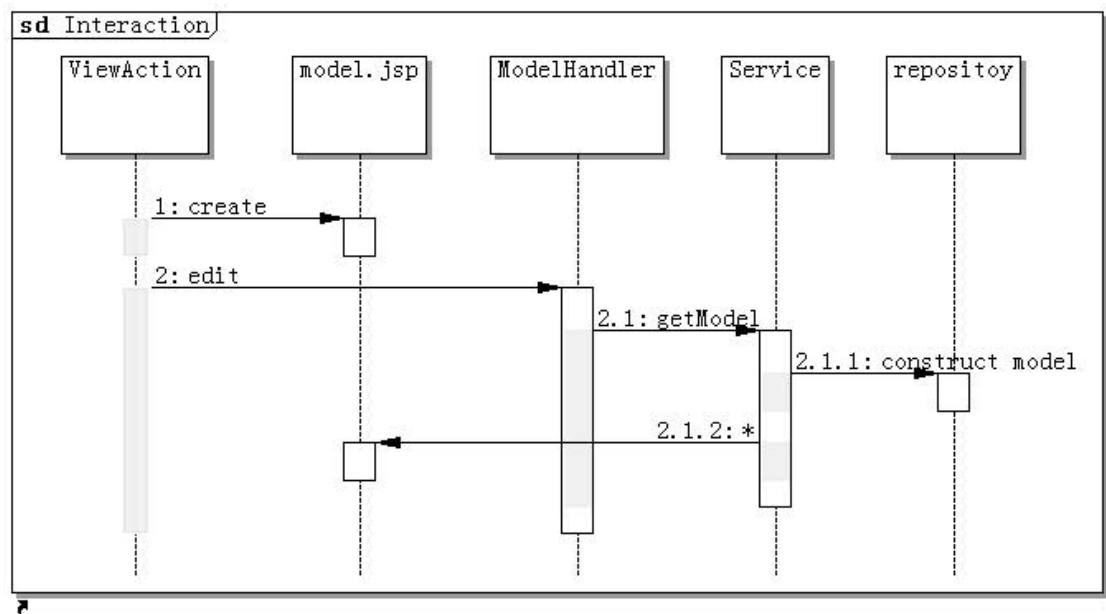 sd Interaction
ViewAction
model.jsp
ModelHandler
Service
repositoy
1: create
2: edit
2.1: getModel
2.1.1: construct model
2.1.2: *